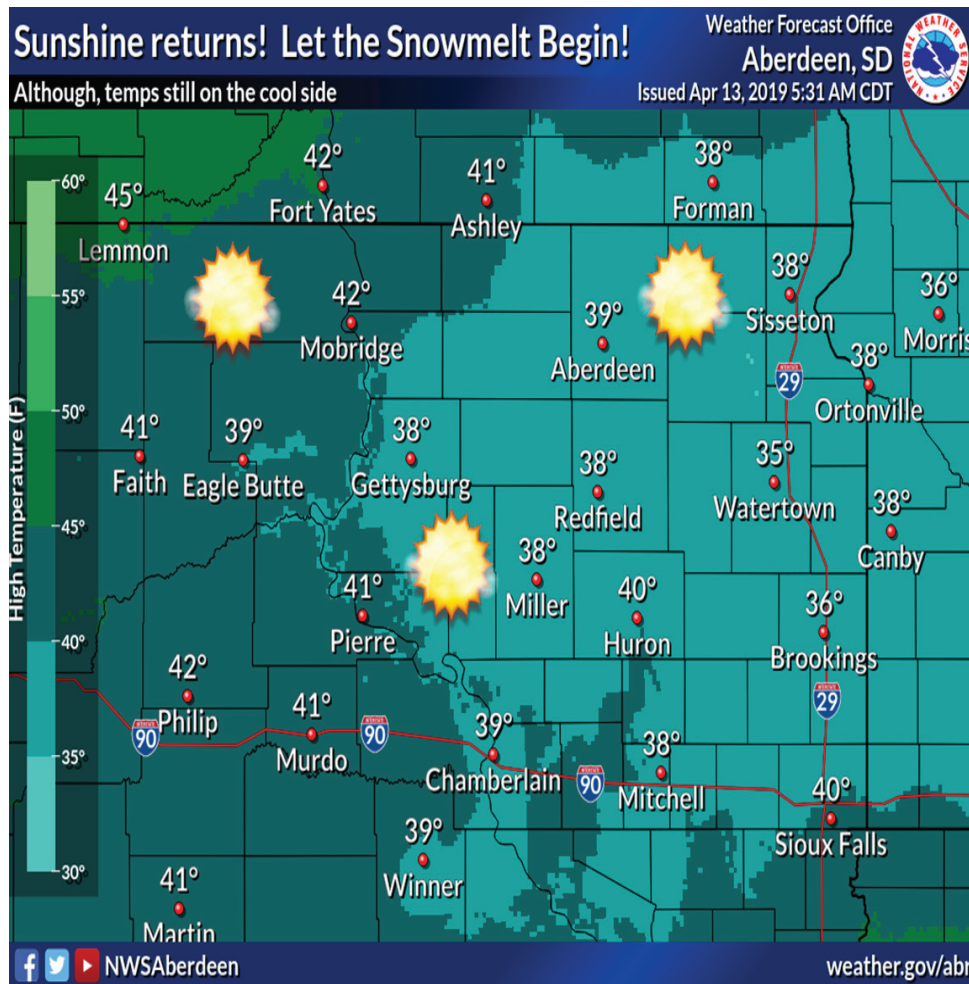 Sunshine returns! Let the Snowmelt Begin!
Although, temps still on the cool side
Weather Forecast Office
Aberdeen, SD
Issued Apr 13, 2019 5:31 AM CDT
NATIONAL WEATHER SERVICE
High Temperature (F)
60°
55°
50°
45°
40°
35°
30°
45°
Lemmon
42°
Fort Yates
41°
Ashley
38°
Forman
42°
Mobridge
39°
Aberdeen
38°
Sisseton
36°
Morris
38°
Ortonville
29
41°
Faith
39°
Eagle Butte
38°
Gettysburg
38°
Redfield
35°
Watertown
38°
Canby
41°
Pierre
38°
Miller
40°
Huron
36°
Brookings
29
42°
Philip
90
41°
Murdo
90
39°
Chamberlain
90
38°
Mitchell
40°
Sioux Falls
39°
Winner
41°
Martin
NWSAberdeen
weather.gov/abr